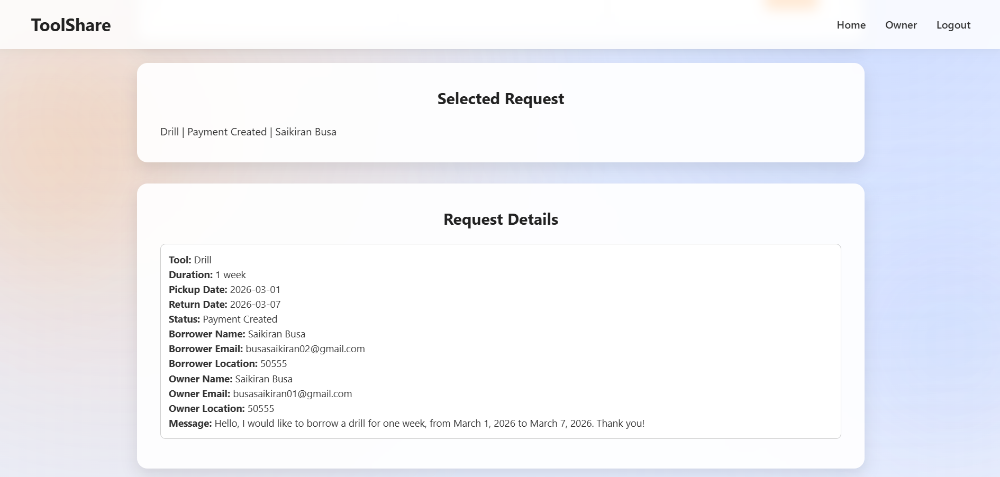 ToolShare
Home Owner Logout
Selected Request
Drill | Payment Created | Saikiran Busa
Request Details
Tool: Drill
Duration: 1 week
Pickup Date: 2026-03-01
Return Date: 2026-03-07
Status: Payment Created
Borrower Name: Saikiran Busa
Borrower Email: busasaikiran02@gmail.com
Borrower Location: 50555
Owner Name: Saikiran Busa
Owner Email: busasaikiran01@gmail.com
Owner Location: 50555
Message: Hello, I would like to borrow a drill for one week, from March 1, 2026 to March 7, 2026. Thank you!